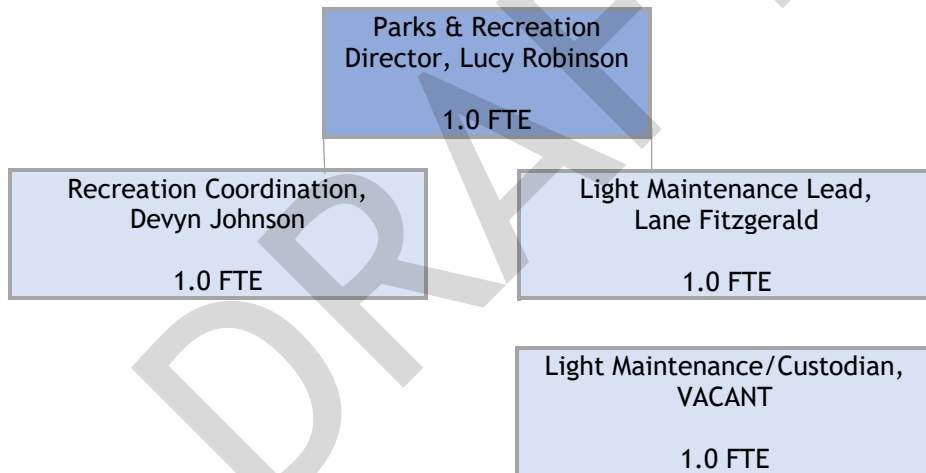 Parks & Recreation
Director, Lucy Robinson
1.0 FTE
Recreation Coordination,
Devyn Johnson
1.0 FTE
Light Maintenance Lead,
Lane Fitzgerald
1.0 FTE
Light Maintenance/Custodian,
VACANT
1.0 FTE
DRAFT